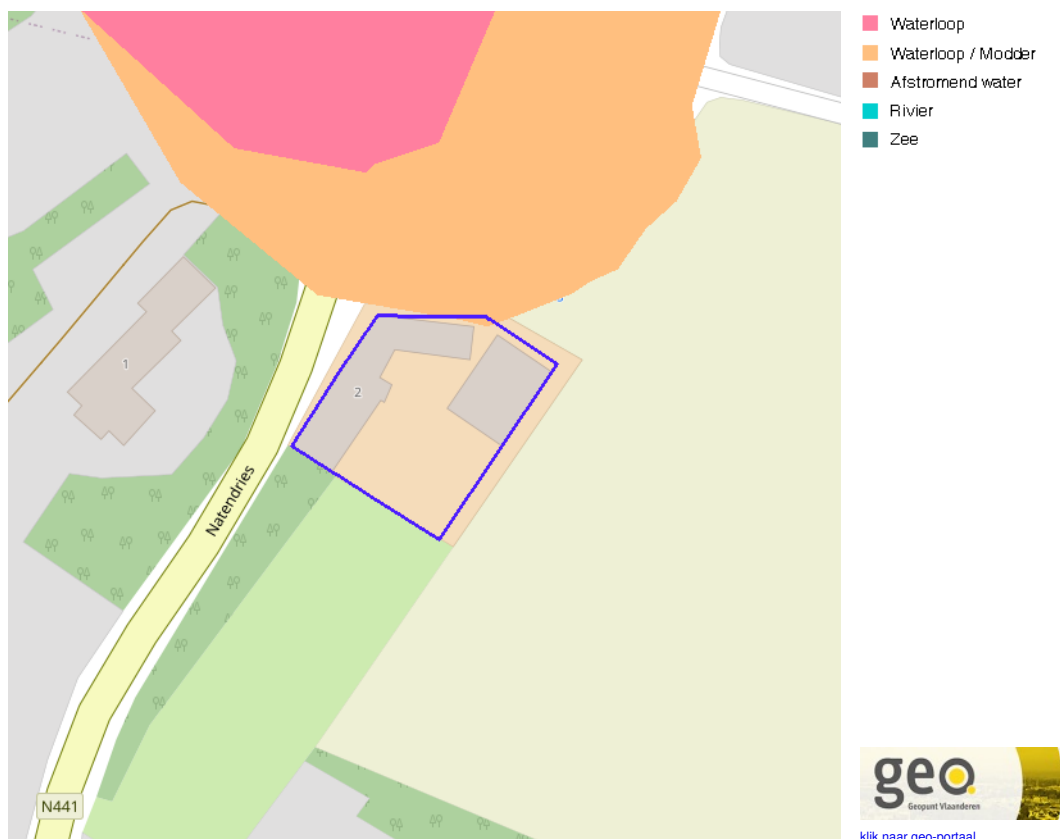 Waterloop
Waterloop / Modder
Afstromend water
Rivier
Zee
1
2
Natendries
N441
geo
Geopunt Vlaanderen
klik naar geo-portaal